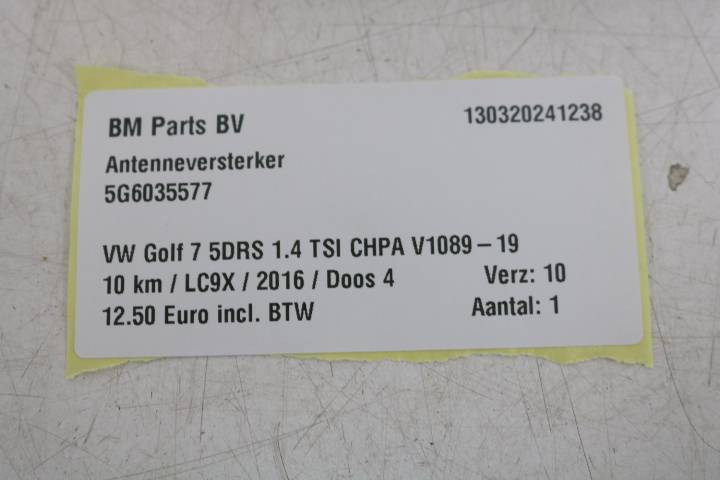 BM Parts BV 130320241238
Antenneversterker
5G6035577
VW Golf 7 5DRS 1.4 TSI CHPA V1089 – 19
10 km / LC9X / 2016 / Doos 4 Verz: 10
12.50 Euro incl. BTW Aantal: 1